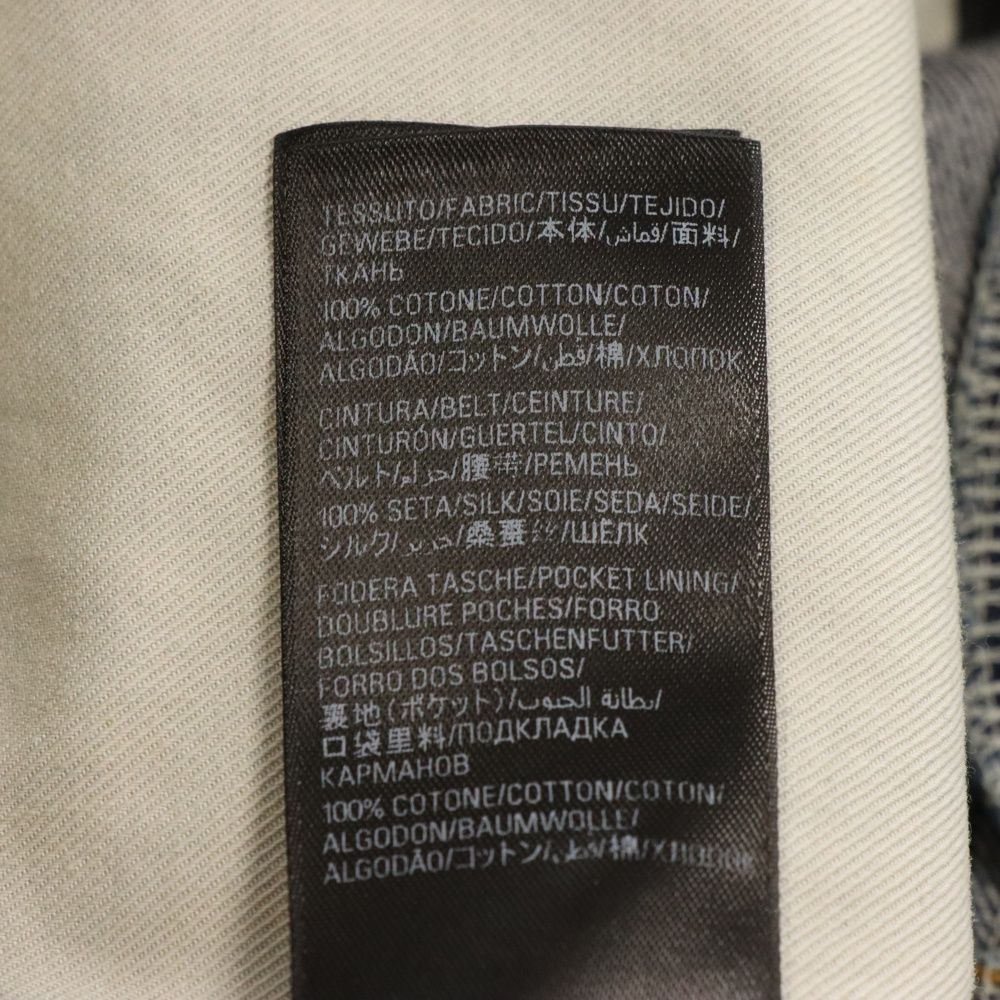 TESSUTO/FABRIC/TISSU/TEJIDO/
GEWEBE/TECIDO/本体/قماش/面料/
ТКАНЬ
100% COTONE/COTTON/COTON/
ALGODON/BAUMWOLLE/
ALGODÃO/コットン/قطن/棉/ХЛОПОК
CINTURA/BELT/CEINTURE/
CINTURÓN/GUERTEL/CINTO/
ベルト/حزام/腰带/РЕМЕНЬ
100% SETA/SILK/SOIE/SEDA/SEIDE/
シルク/حرير/桑蚕丝/ШЁЛК
FODERA TASCHE/POCKET LINING/
DOUBLURE POCHES/FORRO
BOLSILLOS/TASCHENFUTTER/
FORRO DOS BOLSOS/
裏地(ポケット)/بطانة الجيوب/
口袋里料/ПОДКЛАДКА
КАРМАНОВ
100% COTONE/COTTON/COTON/
ALGODON/BAUMWOLLE/
ALGODÃO/コットン/قطن/棉/ХЛОПОК